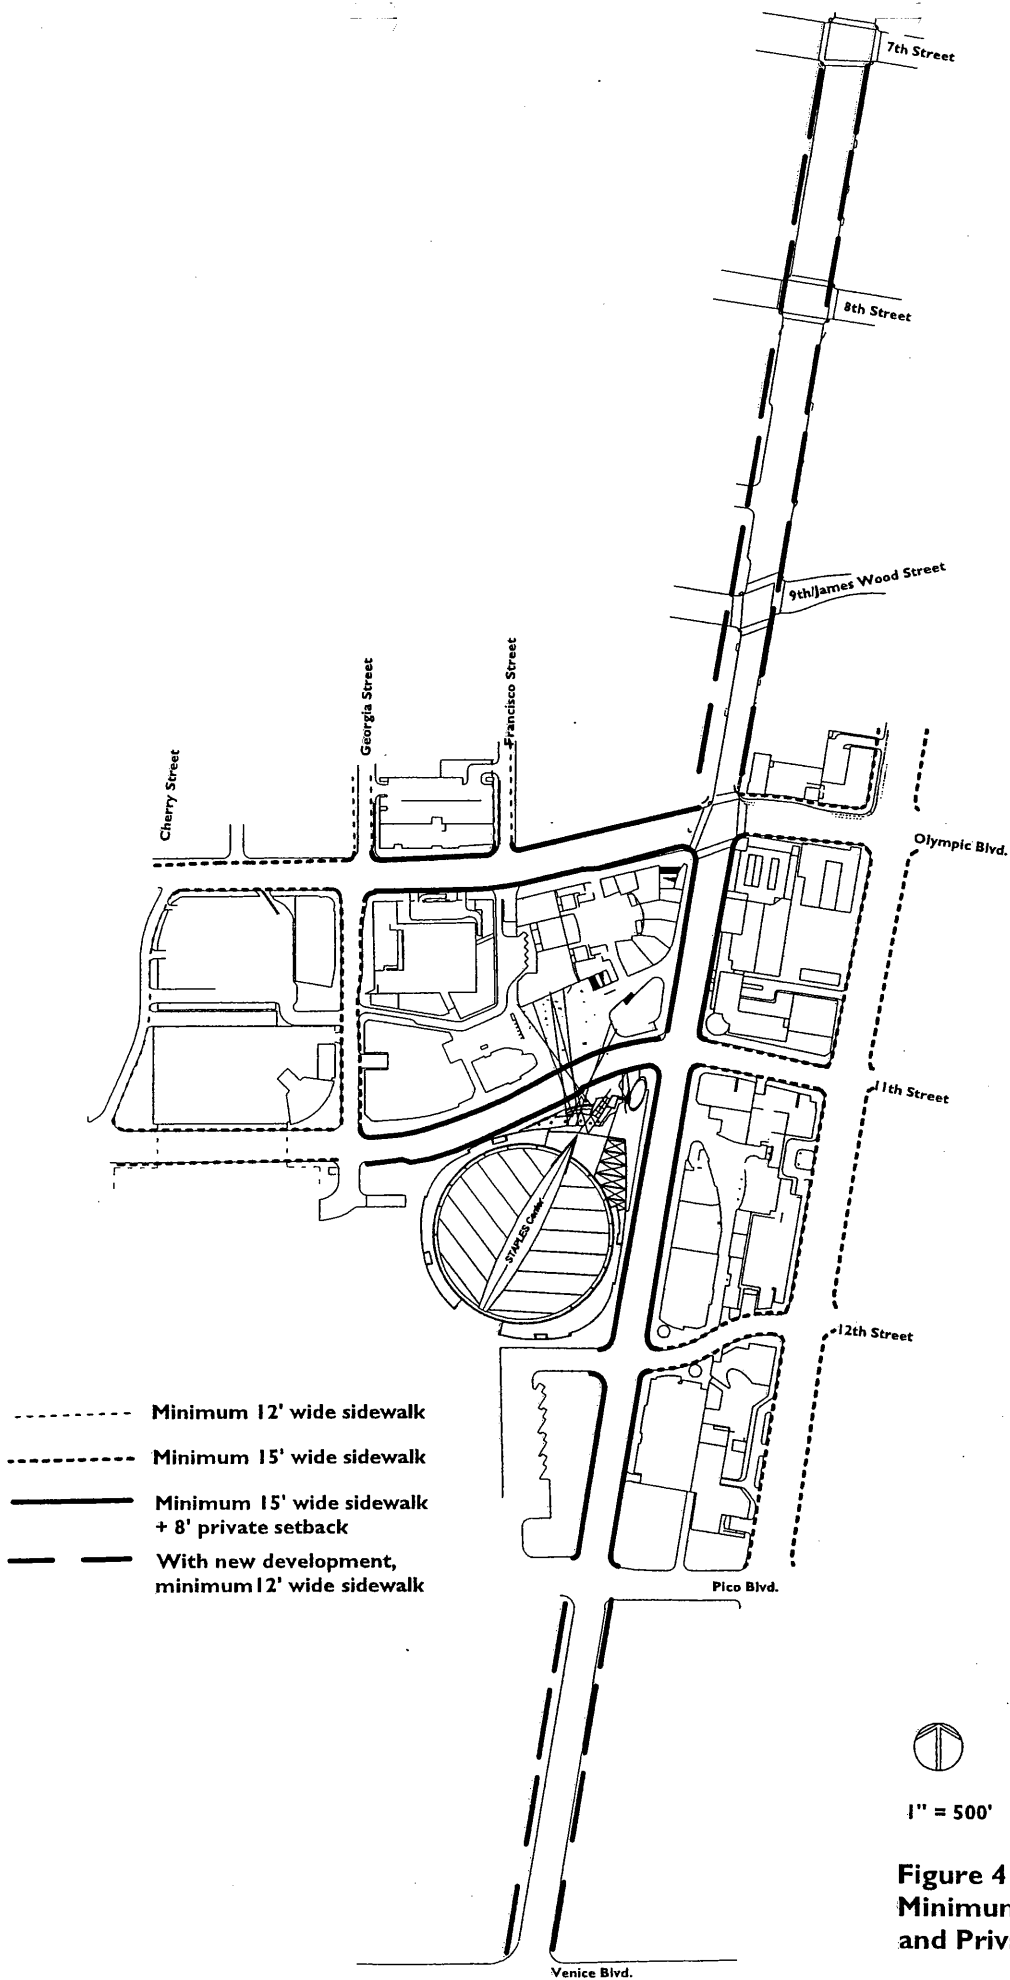 7th Street
8th Street
9th/James Wood Street
Francisco Street
Georgia Street
Cherry Street
Olympic Blvd.
11th Street
STAPLES Center
12th Street
Minimum 12' wide sidewalk
Minimum 15' wide sidewalk
Minimum 15' wide sidewalk
+ 8' private setback
With new development,
minimum 12' wide sidewalk
Pico Blvd.
1" = 500'
Figure 4
and
Venice Blvd.